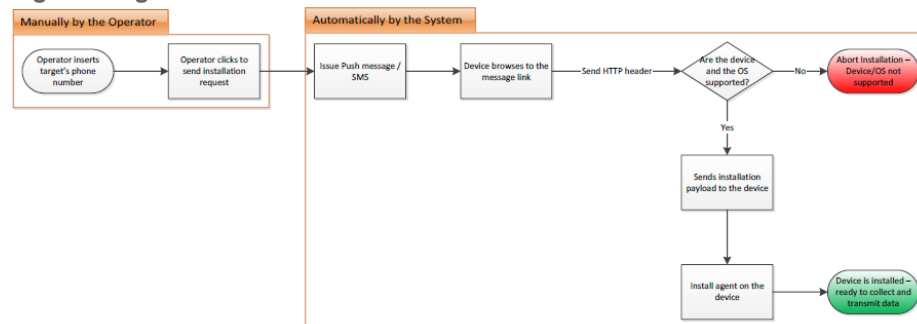 Manually by the Operator
Automatically by the System
Operator inserts
target's phone
number
Operator clicks to
send installation
request
Issue Push message /
SMS
Device browses to the
message link
Send HTTP header
Are the device
and the OS
supported?
No
Abort Installation –
Device/OS not
supported
Yes
Sends installation
payload to the device
Install agent on the
device
Device is installed –
ready to collect and
transmit data